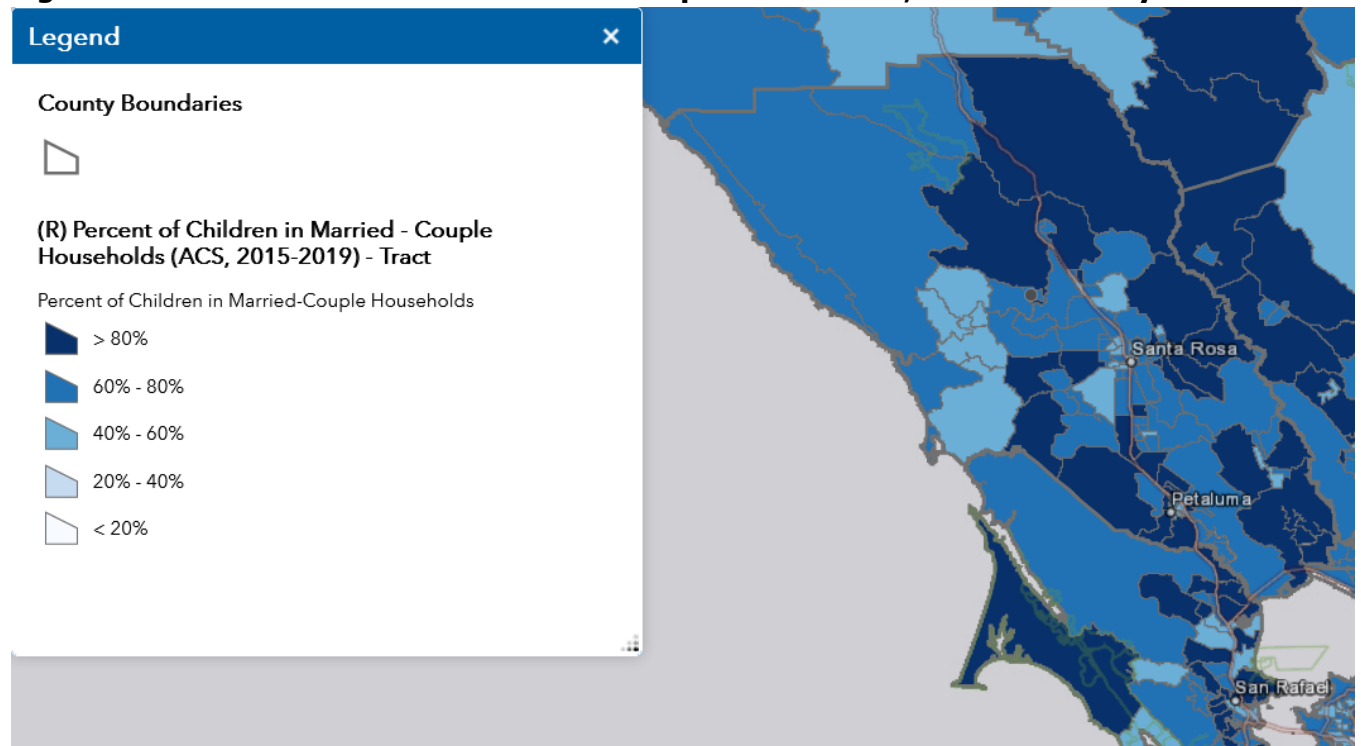 Legend
County Boundaries
(R) Percent of Children in Married - Couple
Households (ACS, 2015-2019) - Tract
Percent of Children in Married-Couple Households
> 80%
60% - 80%
40% - 60%
20% - 40%
< 20%
Santa Rosa
Petaluma
San Rafael